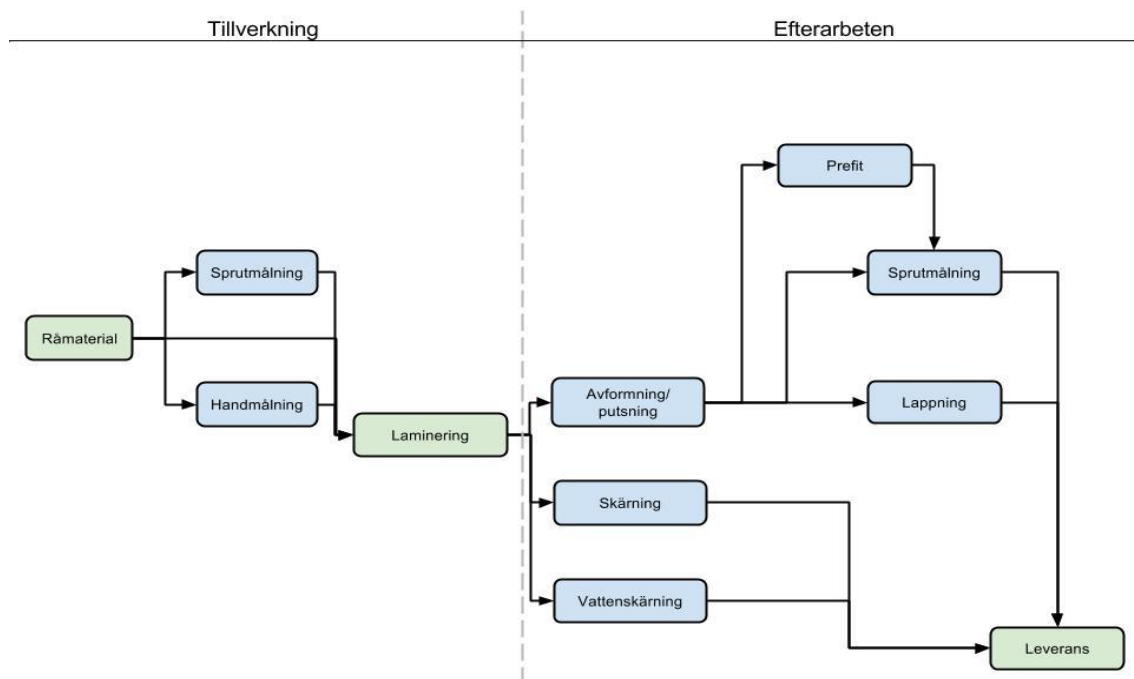 Tillverkning
Efterarbeten
Prefit
Sprutmålning
Sprutmålning
Råmaterial
Handmålning
Avformning/
putsning
Lappning
Laminering
Skärning
Vattenskärning
Leverans